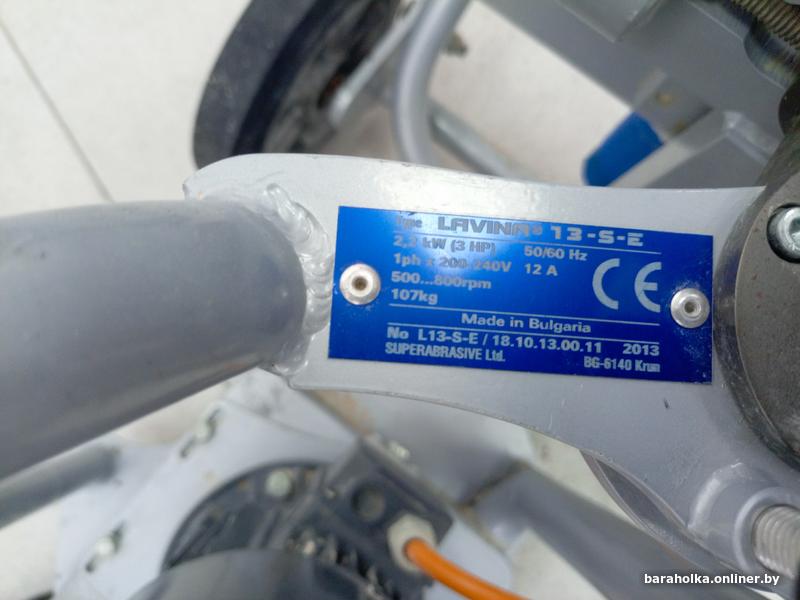 Type LAVINA® 13-S-E
2,2 kW (3 HP) 50/60 Hz
1ph x 200-240V 12 A
500...800rpm
107kg
CE
Made in Bulgaria
No L13-S-E / 18.10.13.00.11 2013
SUPERABRASIVE Ltd. BG-6140 Krun
baraholka.onliner.by